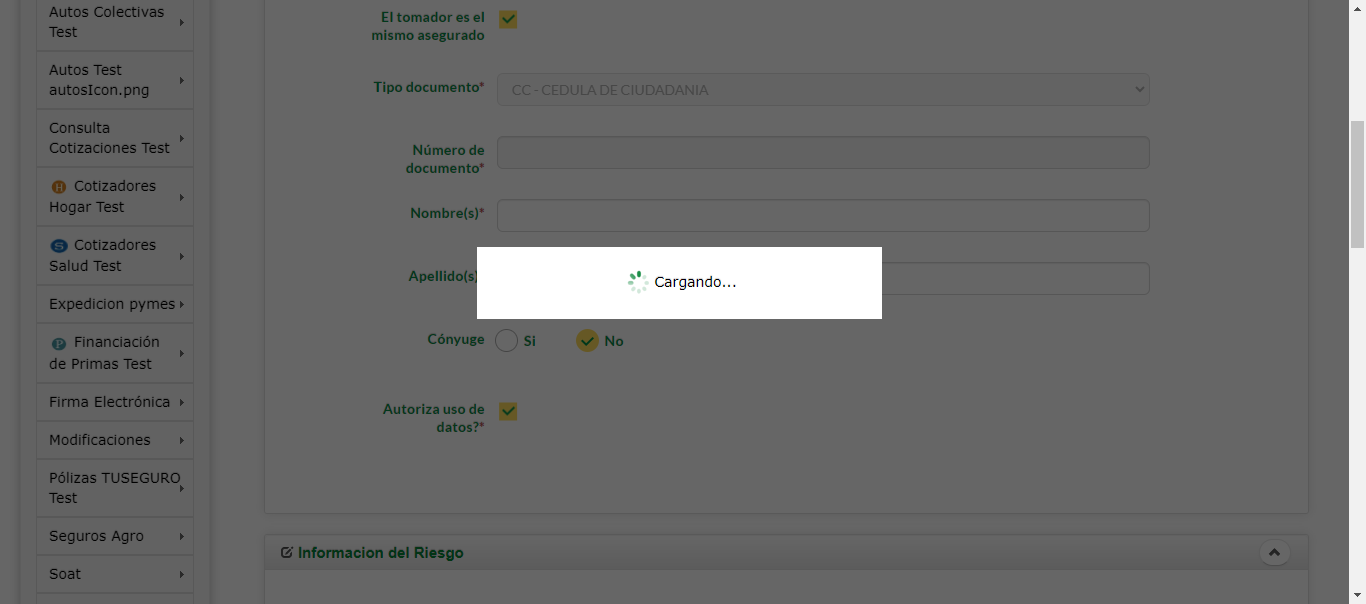 Autos Colectivas
Test
Autos Test
autosIcon.png
Consulta
Cotizaciones Test
H Cotizadores
Hogar Test
S Cotizadores
Salud Test
Expedicion pymes
P Financiación
de Primas Test
Firma Electrónica
Modificaciones
Pólizas TUSEGURO
Test
Seguros Agro
Soat
El tomador es el
mismo asegurado
Tipo documento*
CC - CEDULA DE CIUDADANIA
Número de
documento*
Nombre(s)*
Apellido(s)
Cargando...
Cónyuge
Si
No
Autoriza uso de
datos?*
Informacion del Riesgo